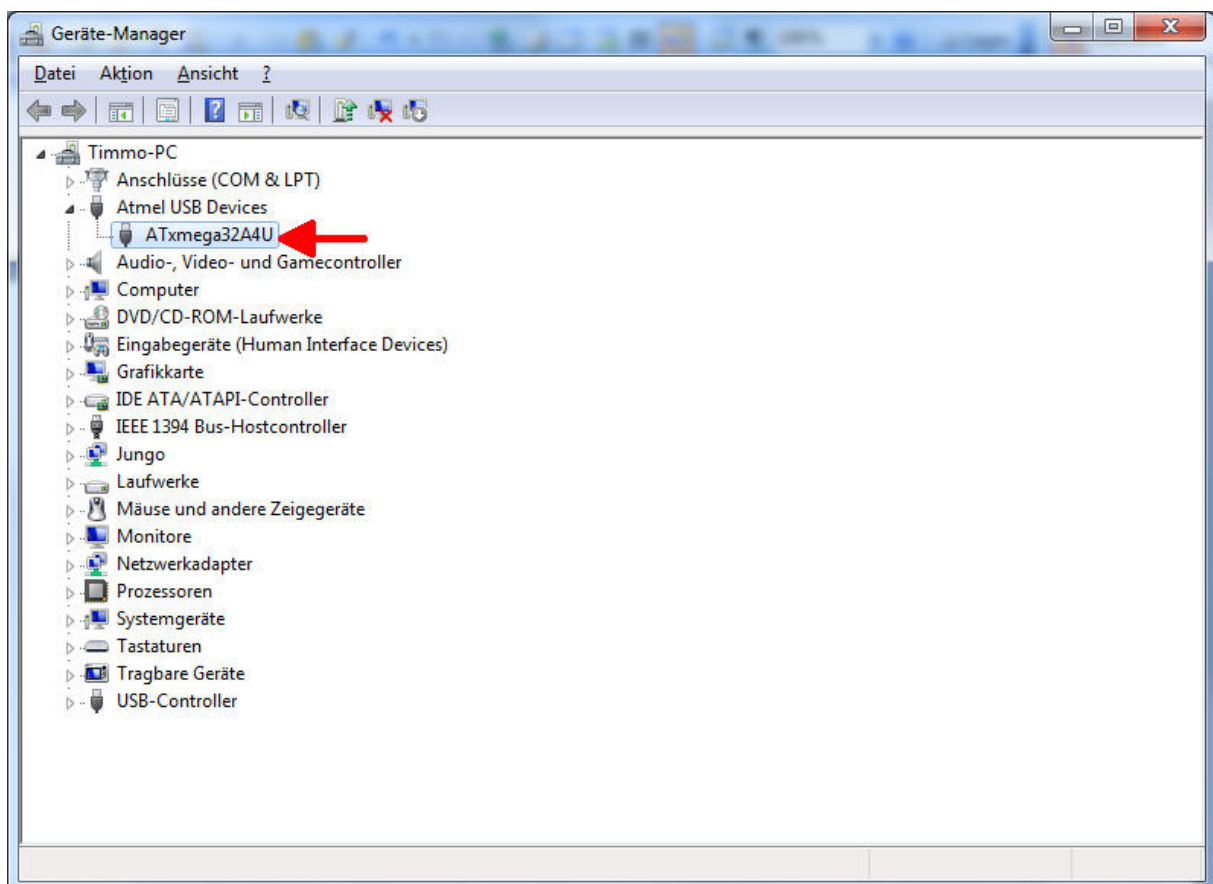 Geräte-Manager
Datei Aktion Ansicht ?
Timmo-PC
Anschlüsse (COM & LPT)
Atmel USB Devices
ATxmega32A4U
Audio-, Video- und Gamecontroller
Computer
DVD/CD-ROM-Laufwerke
Eingabegeräte (Human Interface Devices)
Grafikkarte
IDE ATA/ATAPI-Controller
IEEE 1394 Bus-Hostcontroller
Jungo
Laufwerke
Mäuse und andere Zeigegeräte
Monitore
Netzwerkadapter
Prozessoren
Systemgeräte
Tastaturen
Tragbare Geräte
USB-Controller